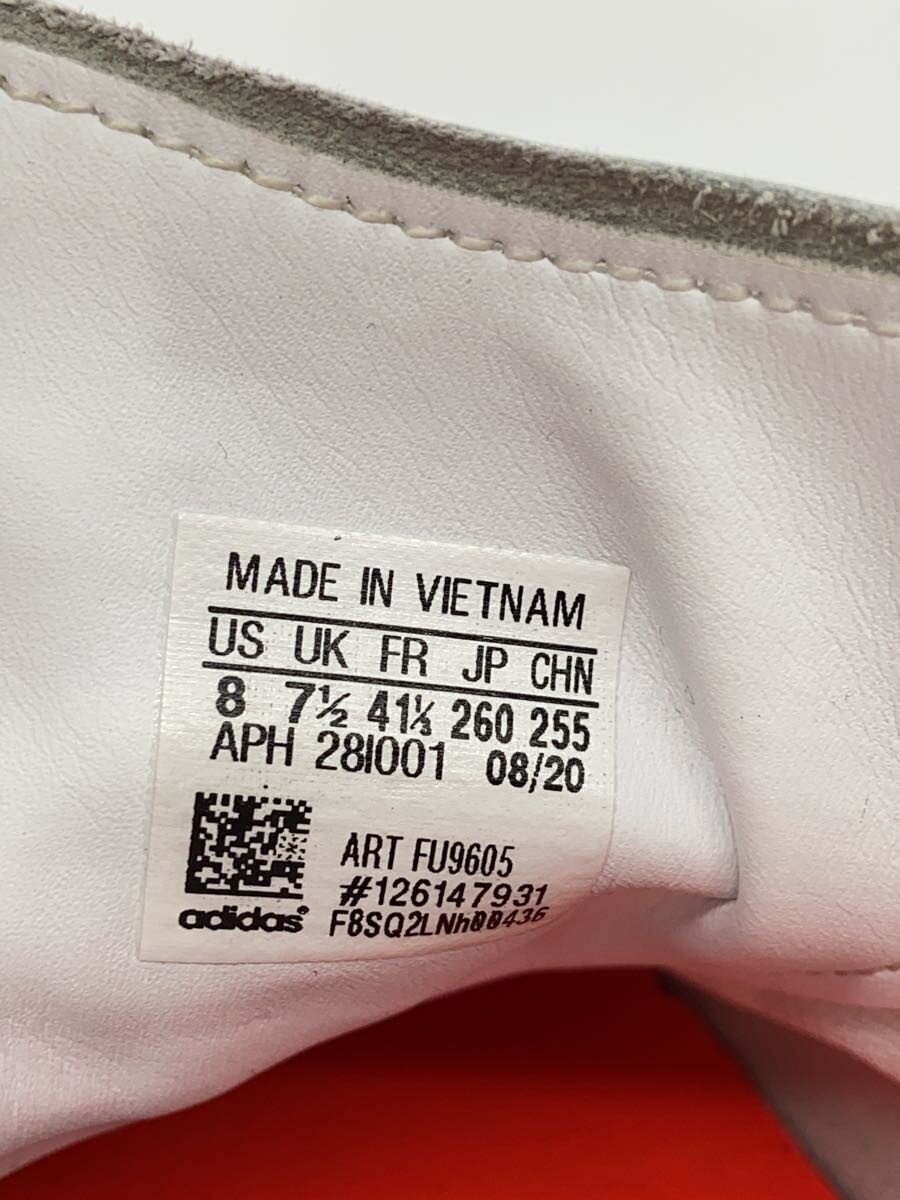 MADE IN VIETNAM
US UK FR JP CHN
8 7½ 41⅓ 260 255
APH 28I001 08/20
ART FU9605
#126147931
adidas® F8SQ2LNh00436